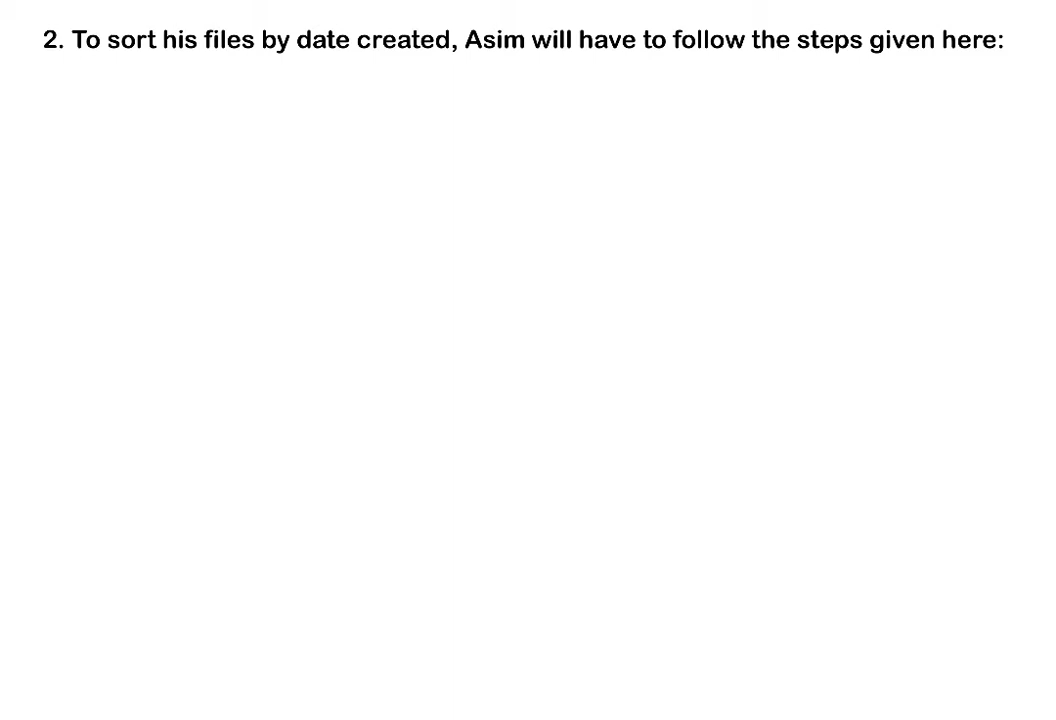 2. To sort his files by date created, Asim will have to follow the steps given here: